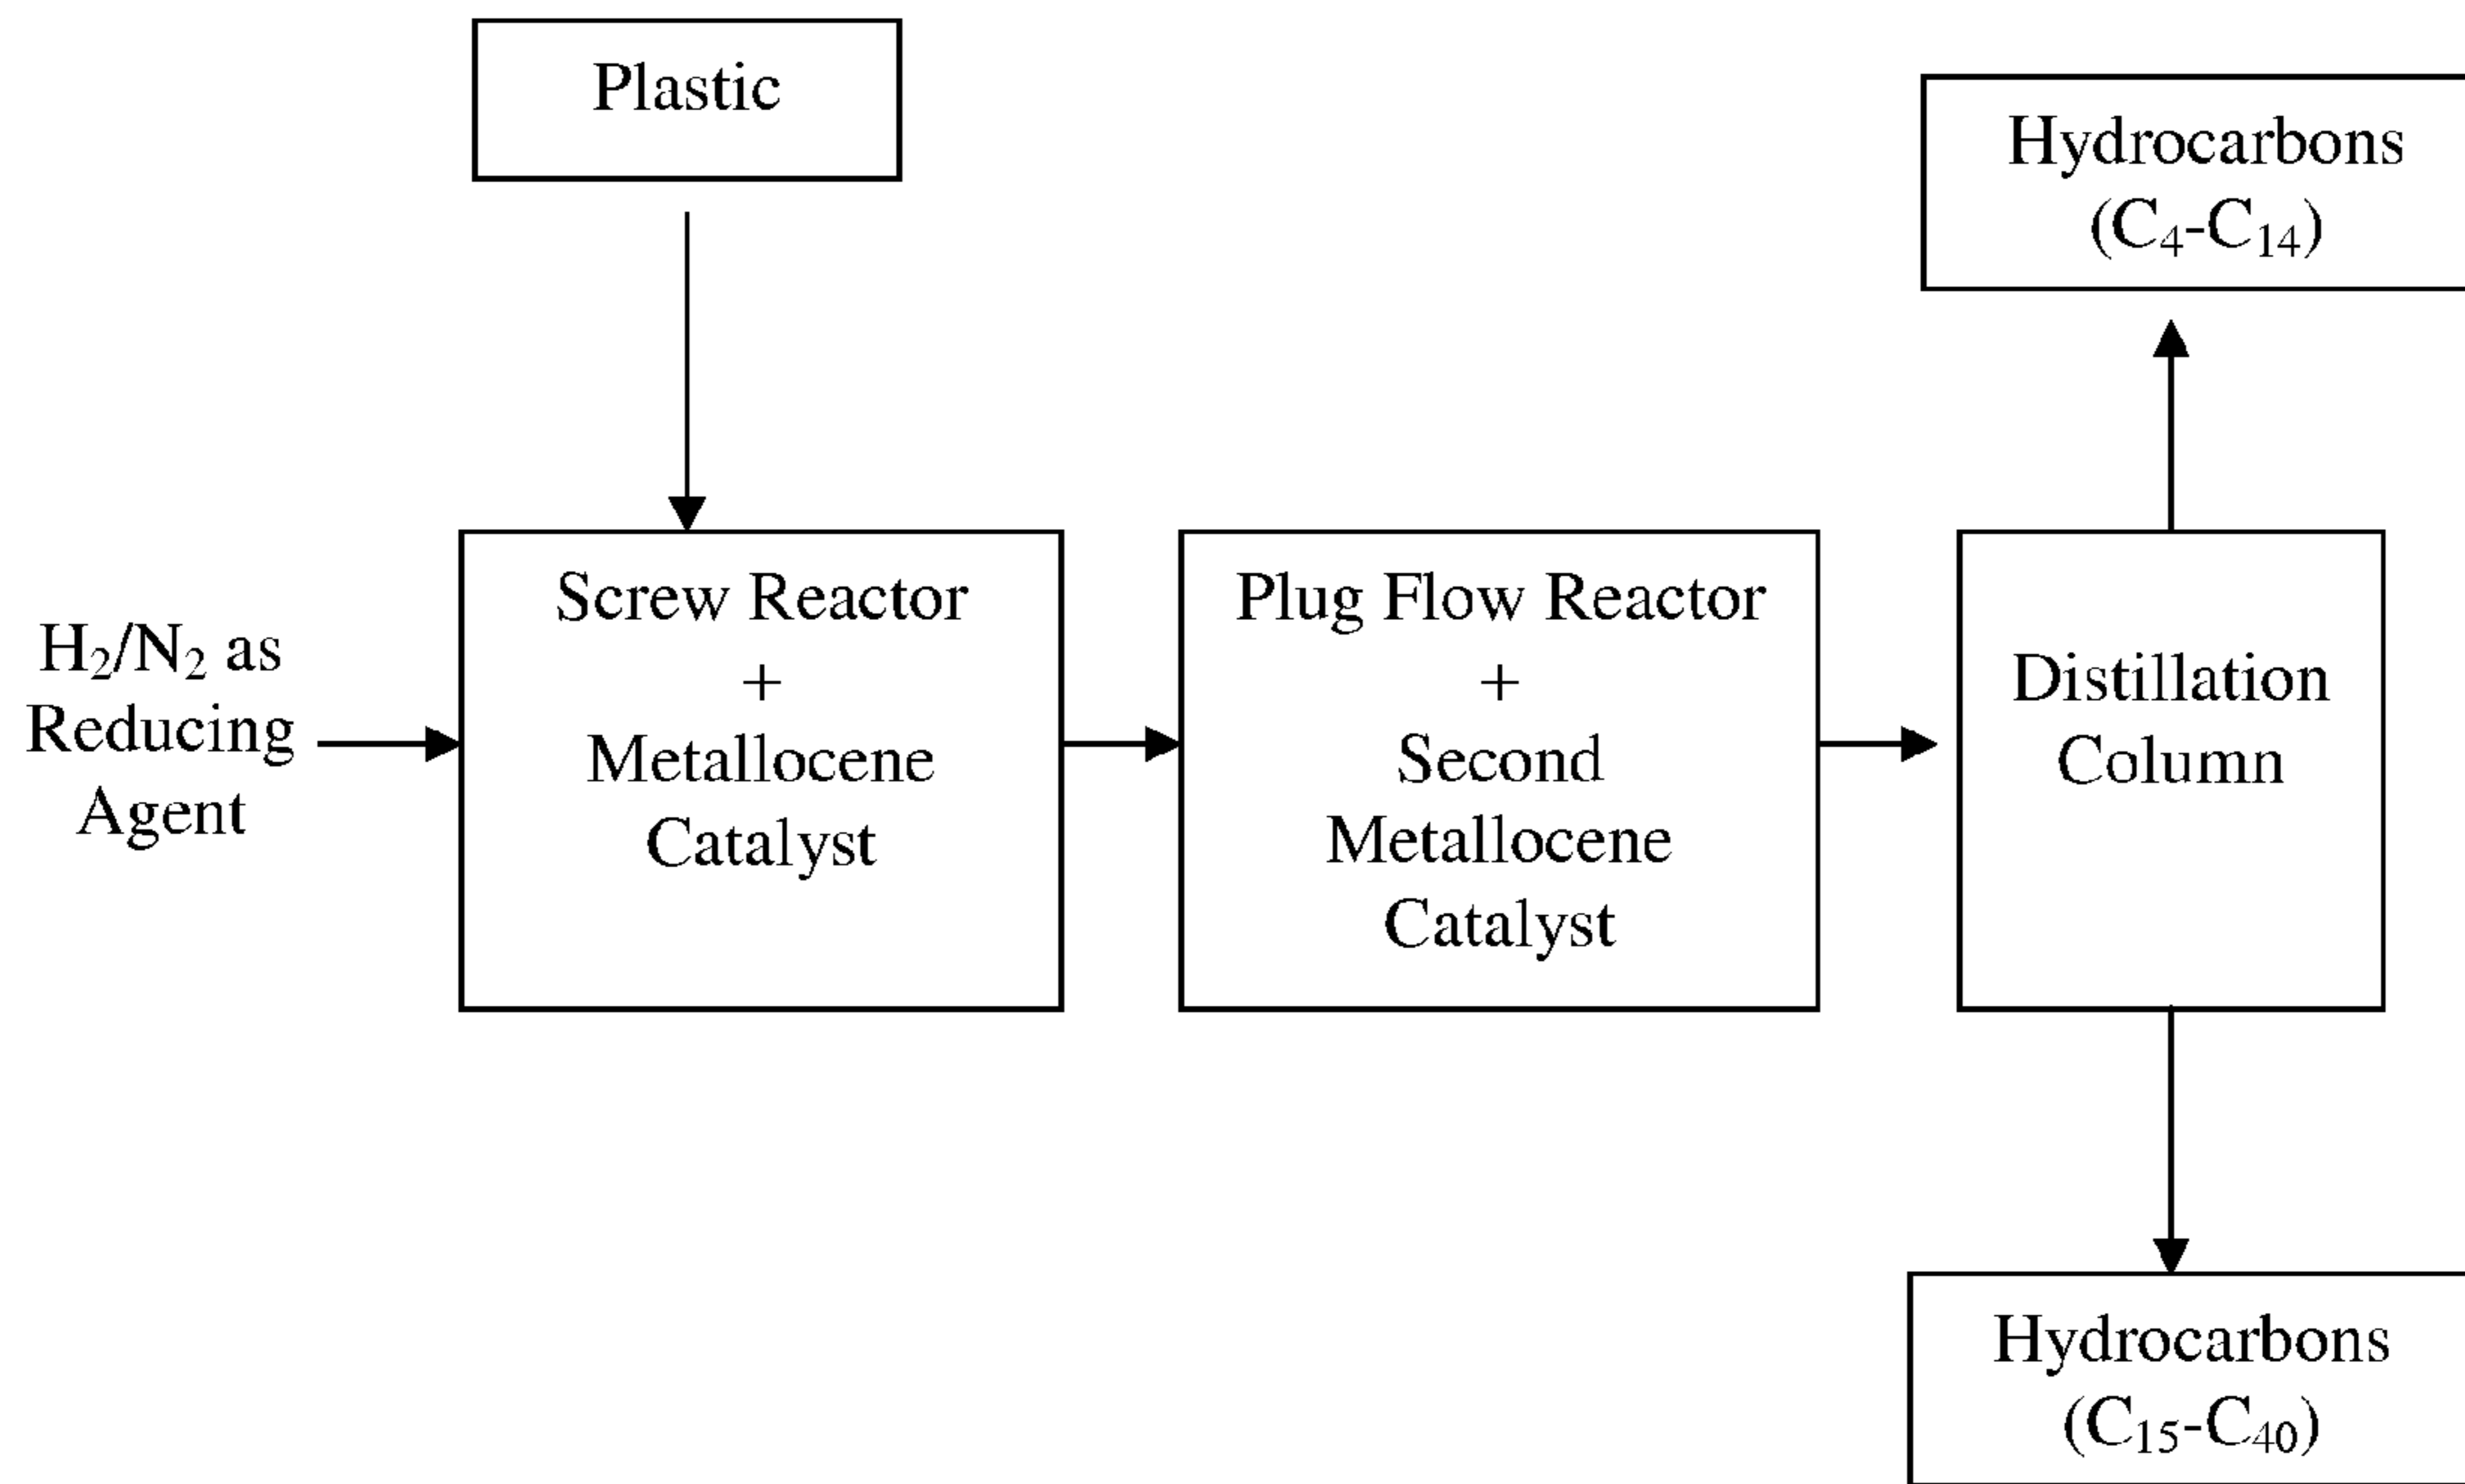 Plastic
Hydrocarbons
(C₄-C₁₄)
H₂/N₂ as
Reducing
Agent
Screw Reactor
+
Metallocene
Catalyst
Plug Flow Reactor
+
Second
Metallocene
Catalyst
Distillation
Column
Hydrocarbons
(C₁₅-C₄₀)